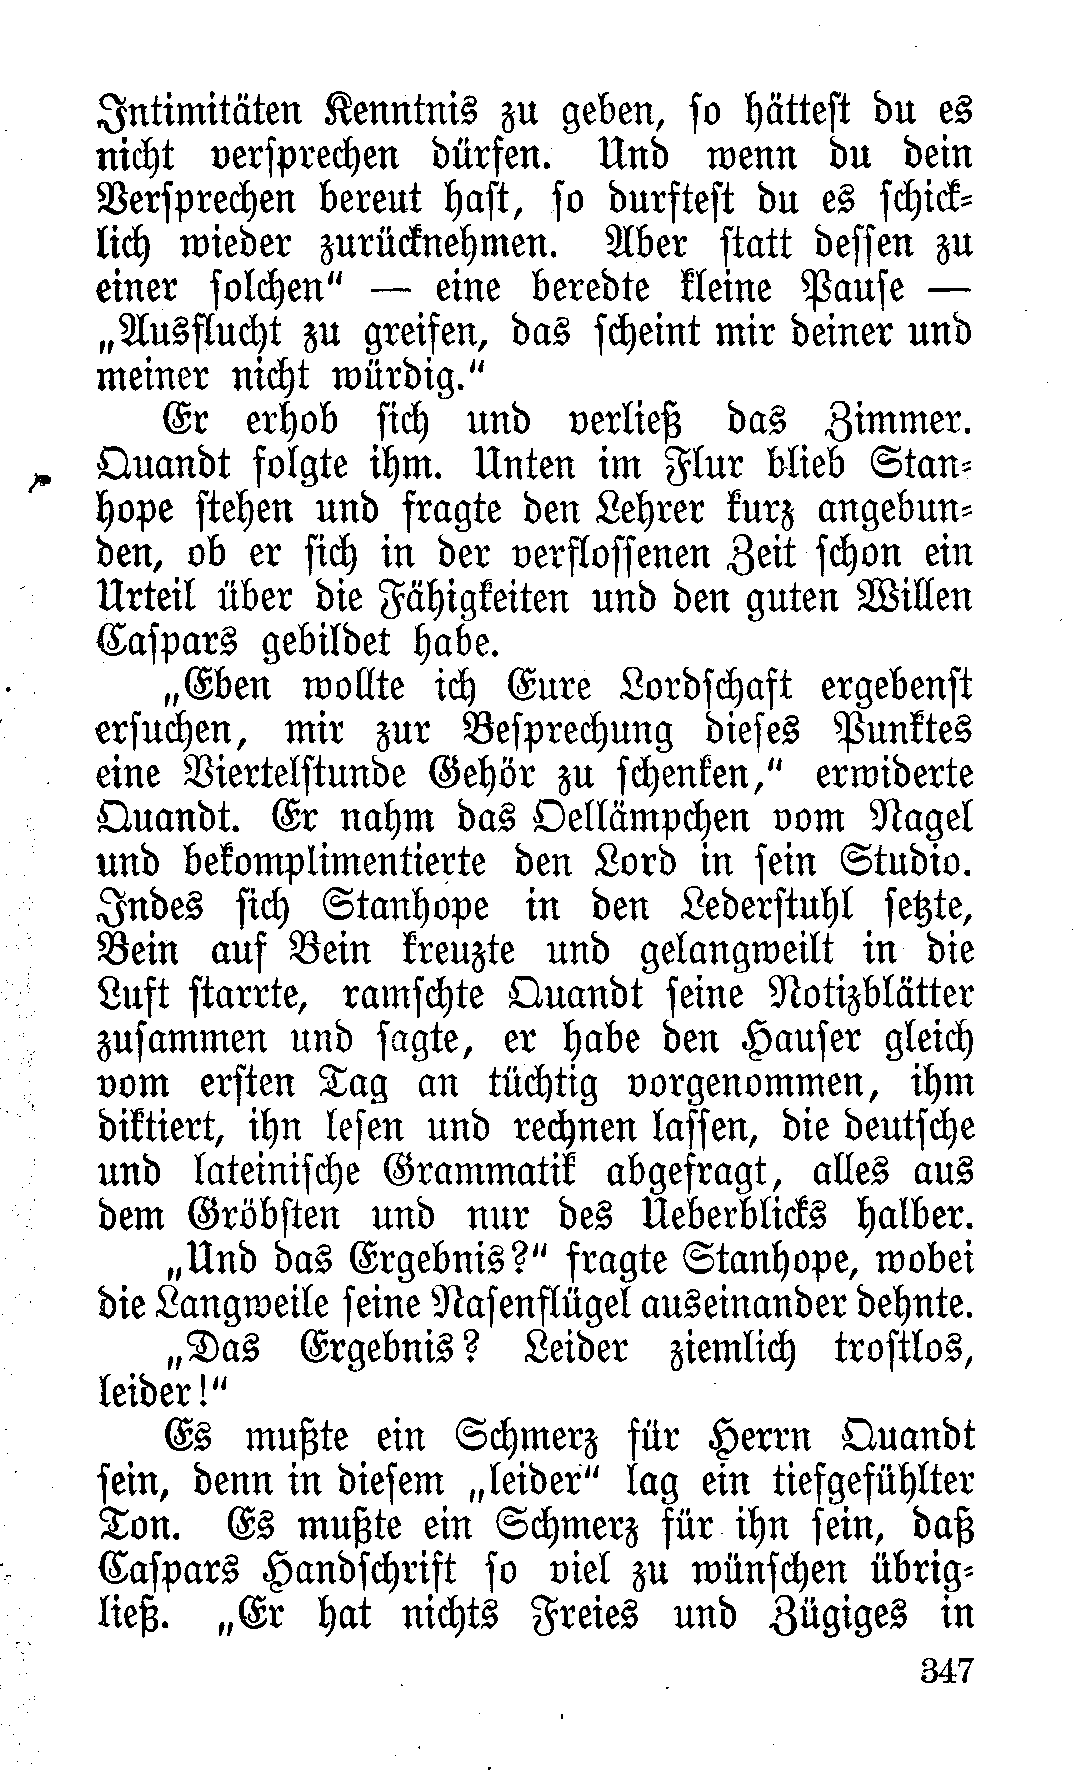 Intimitäten Kenntnis zu geben, so hättest du es
nicht versprechen dürfen. Und wenn du dein
Versprechen bereut hast, so durftest du es schick-
lich wieder zurücknehmen. Aber statt dessen zu
einer solchen“ — eine beredte kleine Pause —
„Ausflucht zu greifen, das scheint mir deiner und
meiner nicht würdig.“
Er erhob sich und verließ das Zimmer.
Quandt folgte ihm. Unten im Flur blieb Stan-
hope stehen und fragte den Lehrer kurz angebun-
den, ob er sich in der verflossenen Zeit schon ein
Urteil über die Fähigkeiten und den guten Willen
Caspars gebildet habe.
„Eben wollte ich Eure Lordschaft ergebenst
ersuchen, mir zur Besprechung dieses Punktes
eine Viertelstunde Gehör zu schenken,“ erwiderte
Quandt. Er nahm das Oellämpchen vom Nagel
und bekomplimentierte den Lord in sein Studio.
Indes sich Stanhope in den Lederstuhl setzte,
Bein auf Bein kreuzte und gelangweilt in die
Luft starrte, ramschte Quandt seine Notizblätter
zusammen und sagte, er habe den Hauser gleich
vom ersten Tag an tüchtig vorgenommen, ihm
diktiert, ihn lesen und rechnen lassen, die deutsche
und lateinische Grammatik abgefragt, alles aus
dem Gröbsten und nur des Ueberblicks halber.
„Und das Ergebnis?“ fragte Stanhope, wobei
die Langweile seine Nasenflügel auseinander dehnte.
„Das Ergebnis? Leider ziemlich trostlos,
leider!“
Es mußte ein Schmerz für Herrn Quandt
sein, denn in diesem „leider“ lag ein tiefgefühlter
Ton. Es mußte ein Schmerz für ihn sein, daß
Caspars Handschrift so viel zu wünschen übrig-
ließ. „Er hat nichts Freies und Zügiges in
347